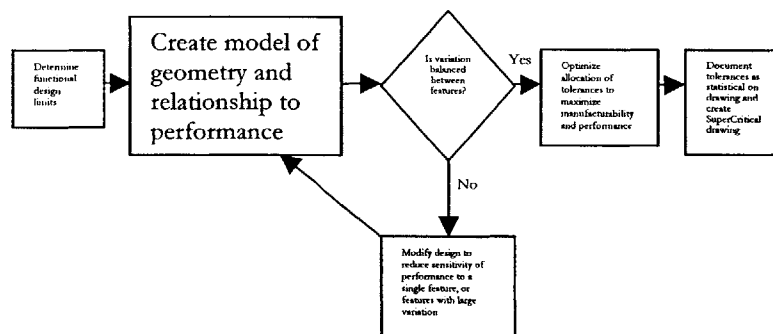 Determine
functional
design
limits
Create model of
geometry and
relationship to
performance
Is variation
balanced
between
features?
Yes
Optimize
allocation of
tolerances to
maximize
manufacturability
and performance
Document
tolerances as
statistical on
drawing and
create
SuperCritical
drawing
No
Modify design to
reduce sensitivity of
performance to a
single feature, or
features with large
variation